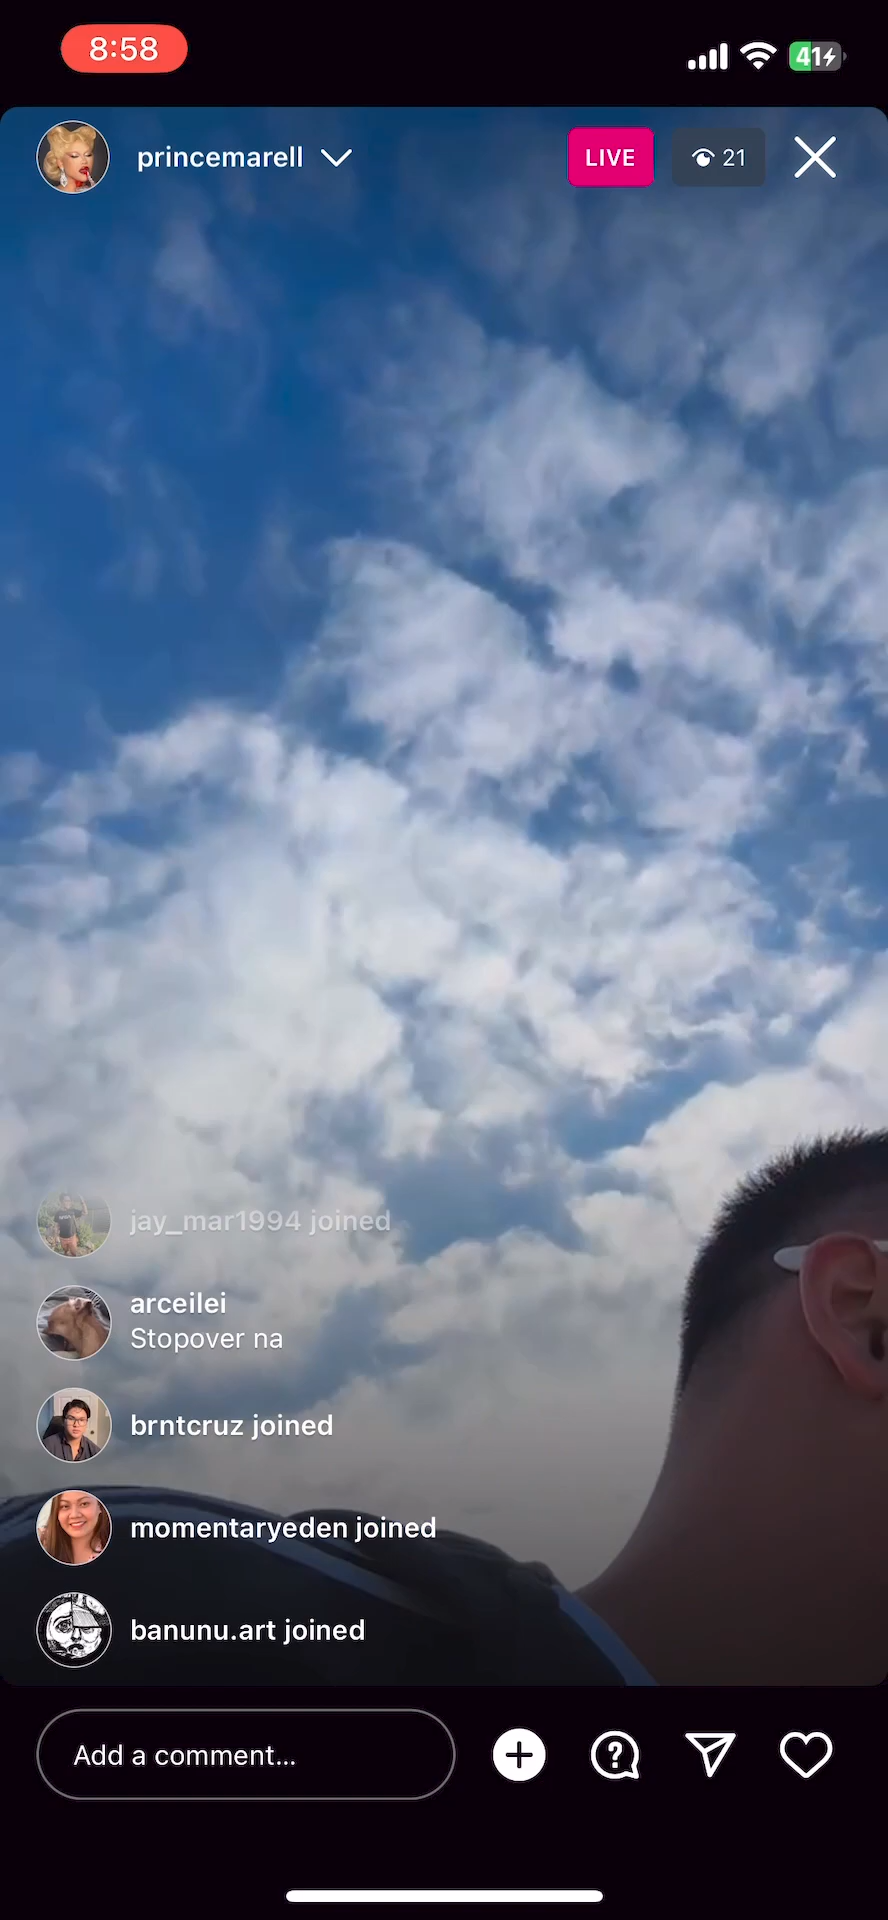 8:58
41
princemarell
LIVE
21
jay_mar1994 joined
arceilei
Stopover na
brntcruz joined
momentaryeden joined
banunu.art joined
Add a comment...